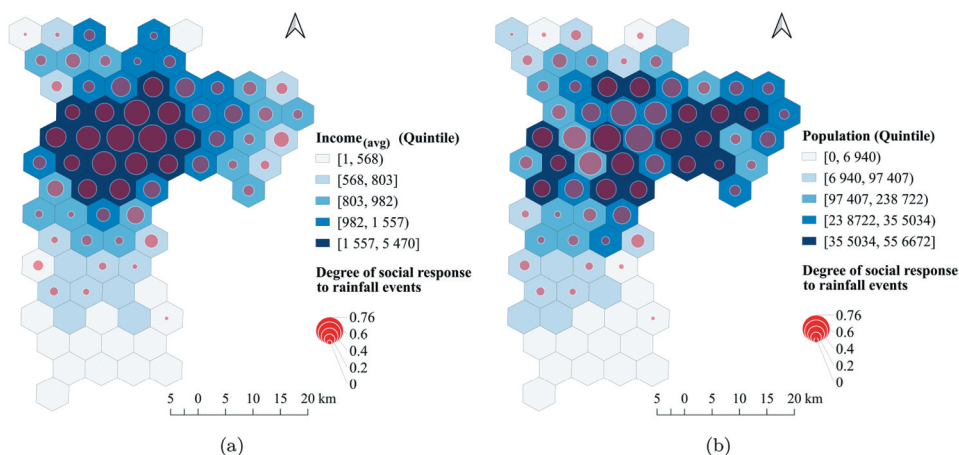 Income(avg) (Quintile)
[1, 568)
[568, 803]
[803, 982)
[982, 1 557)
[1 557, 5 470]
Degree of social response
to rainfall events
0.76
0.6
0.4
0.2
0
5 0 5 10 15 20 km
(a)
Population (Quintile)
[0, 6 940)
[6 940, 97 407)
[97 407, 238 722)
[23 8722, 35 5034)
[35 5034, 55 6672]
Degree of social response
to rainfall events
0.76
0.6
0.4
0.2
0
5 0 5 10 15 20 km
(b)